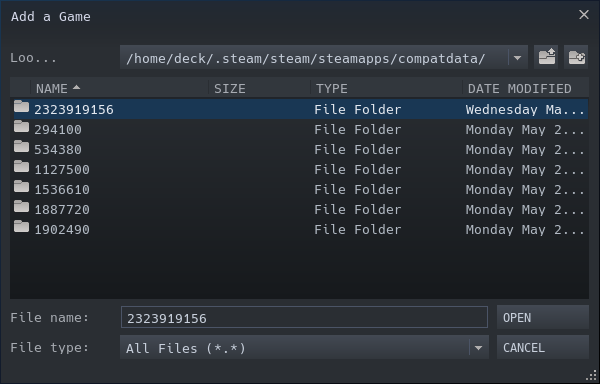 Add a Game
Loo... /home/deck/.steam/steam/steamapps/compatdata/
NAME SIZE TYPE DATE MODIFIED
2323919156 File Folder Wednesday Ma...
294100 File Folder Monday May 2...
534380 File Folder Monday May 2...
1127500 File Folder Monday May 2...
1536610 File Folder Monday May 2...
1887720 File Folder Monday May 2...
1902490 File Folder Monday May 2...
File name: 2323919156 OPEN
File type: All Files (*.*) CANCEL